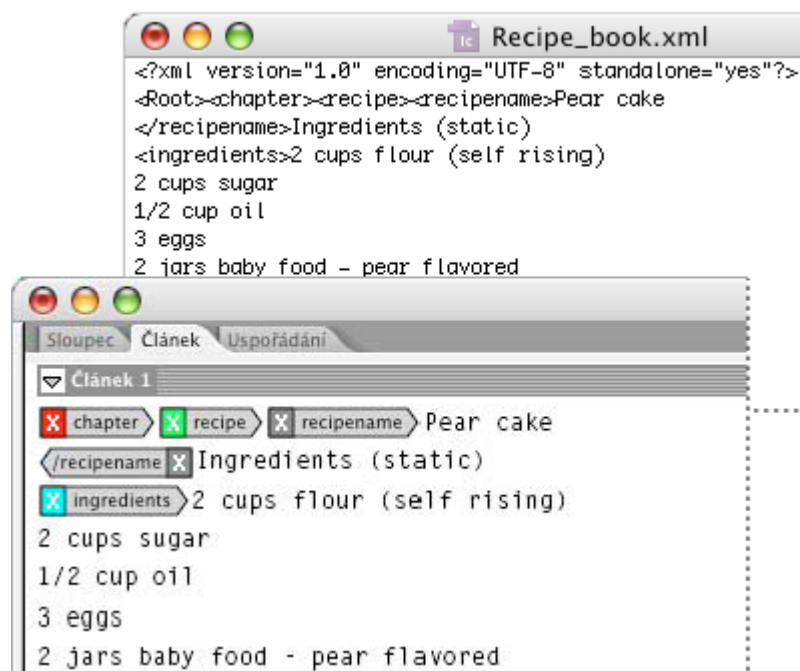 Recipe_book.xml
<?xml version="1.0" encoding="UTF-8" standalone="yes"?>
<Root><chapter><recipe><recipename>Pear cake
</recipename>Ingredients (static)
<ingredients>2 cups flour (self rising)
2 cups sugar
1/2 cup oil
3 eggs
2 jars baby food – pear flavored
Sloupec Článek Uspořádání
Článek 1
chapter recipe recipename Pear cake
/recipename Ingredients (static)
ingredients 2 cups flour (self rising)
2 cups sugar
1/2 cup oil
3 eggs
2 jars baby food - pear flavored